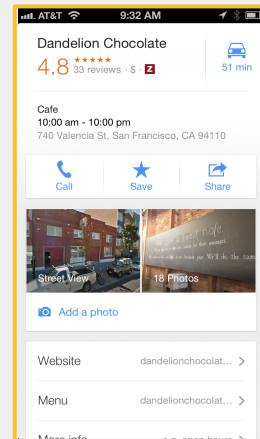 AT&T 9:32 AM
Dandelion Chocolate
4.8 33 reviews · $ · Z
51 min
Cafe
10:00 am - 10:00 pm
740 Valencia St, San Francisco, CA 94110
Call Save Share
note.
Street View 18 Photos
Add a photo
Website dandelionchocolat...
Menu dandelionchocolat...
More info